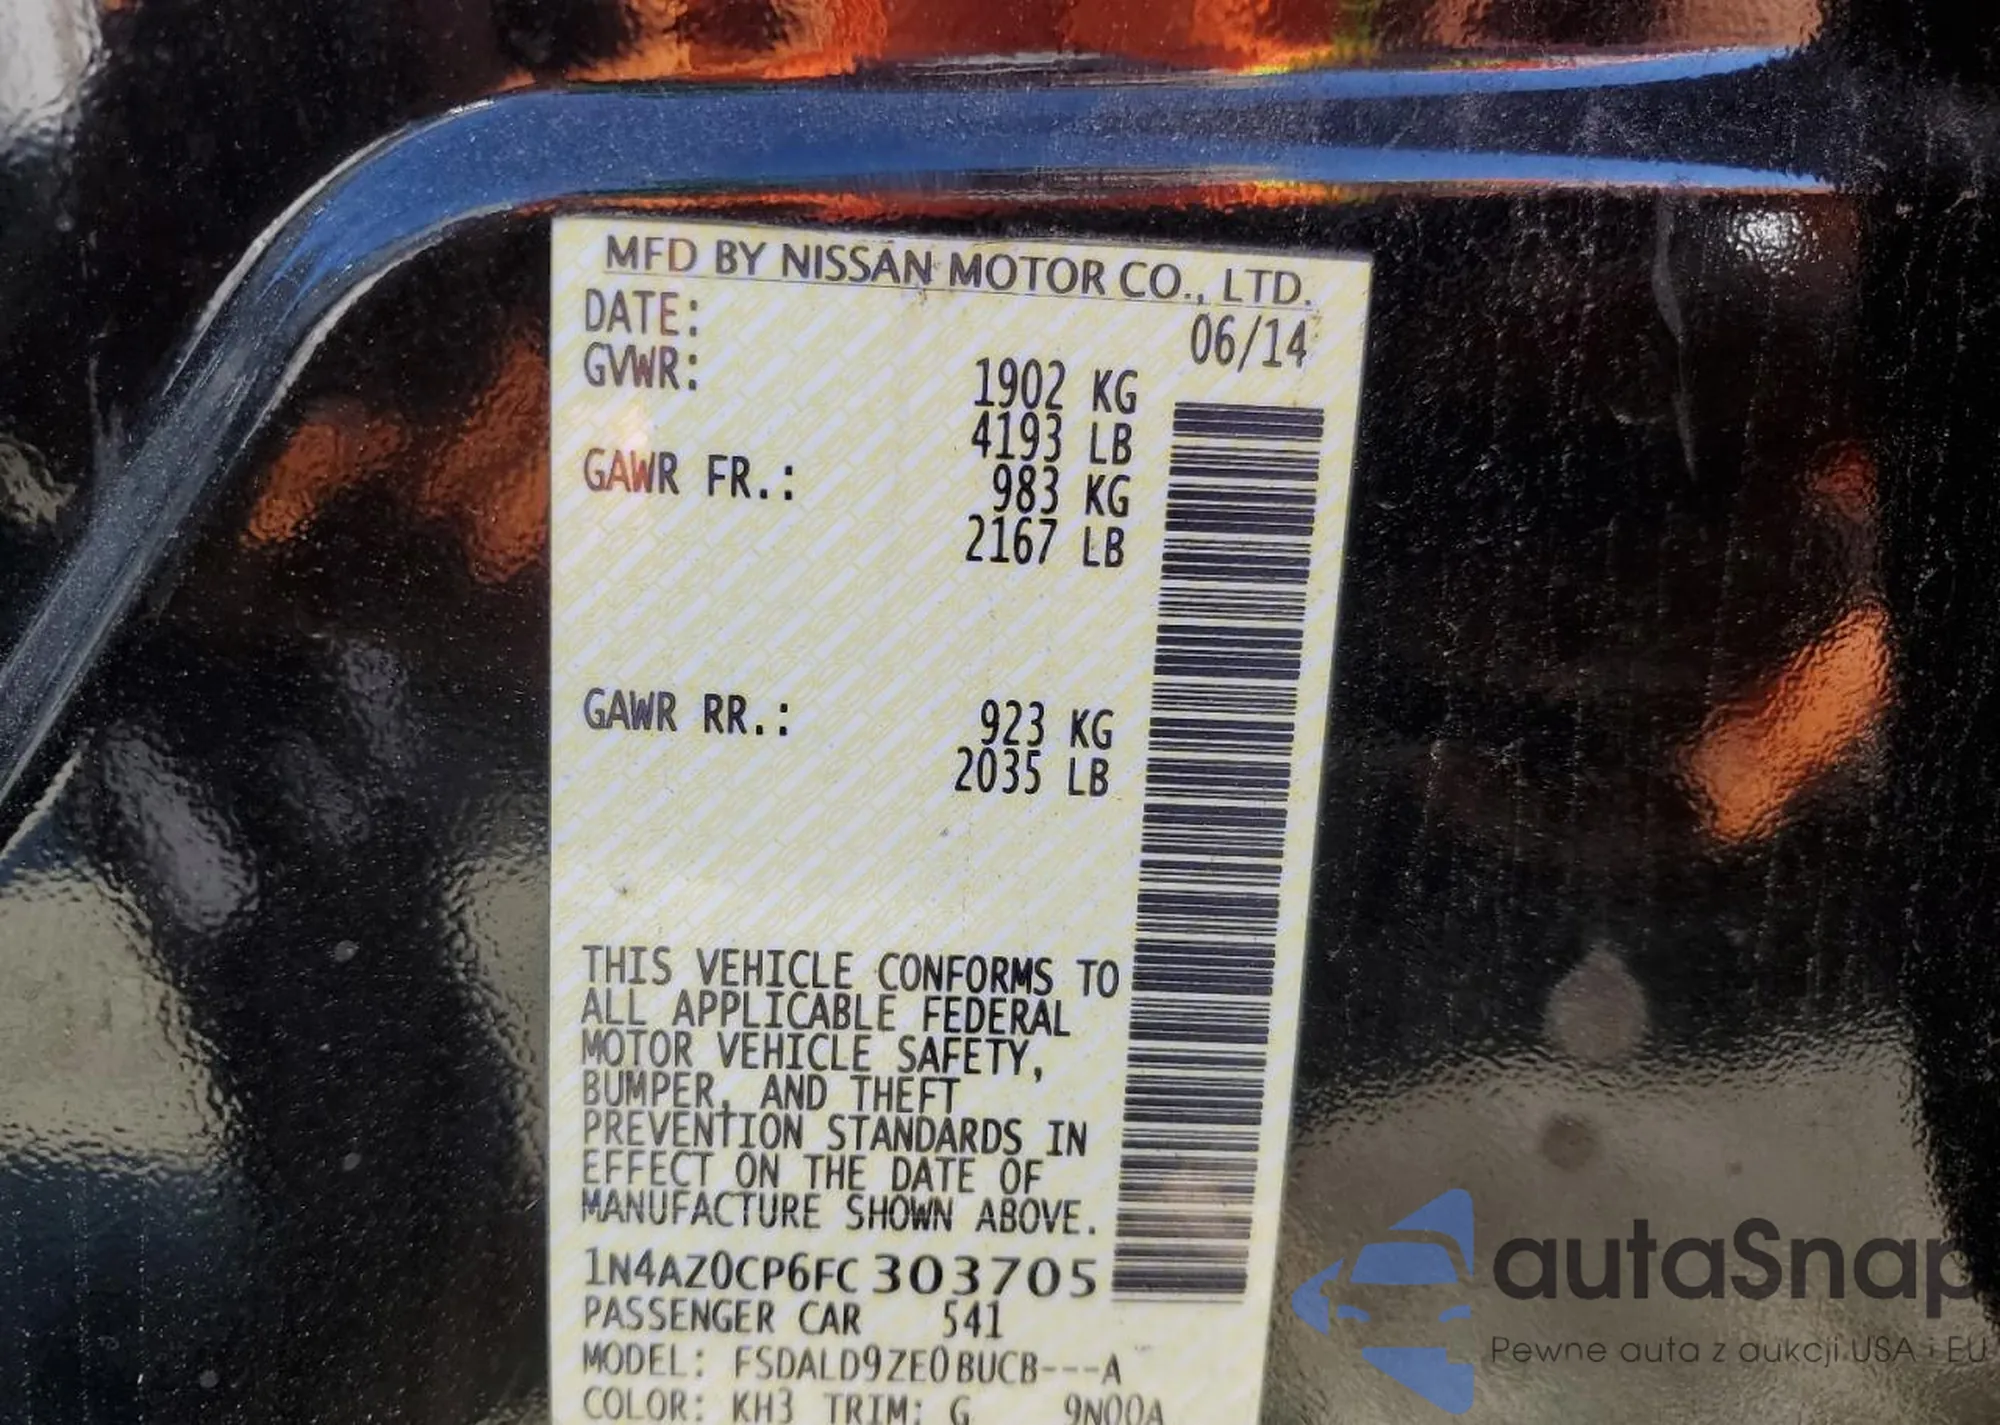 MFD BY NISSAN MOTOR CO., LTD.
DATE: 06/14
GVWR: 1902 KG
4193 LB
GAWR FR.: 983 KG
2167 LB
GAWR RR.: 923 KG
2035 LB
THIS VEHICLE CONFORMS TO
ALL APPLICABLE FEDERAL
MOTOR VEHICLE SAFETY,
BUMPER, AND THEFT
PREVENTION STANDARDS IN
EFFECT ON THE DATE OF
MANUFACTURE SHOWN ABOVE.
1N4AZ0CP6FC303705
PASSENGER CAR 541
MODEL: FSDALD9ZE0BUCB---A
COLOR: KH3 TRIM: G 9N00A
autaSnap
Pewne auta z aukcji USA i EU